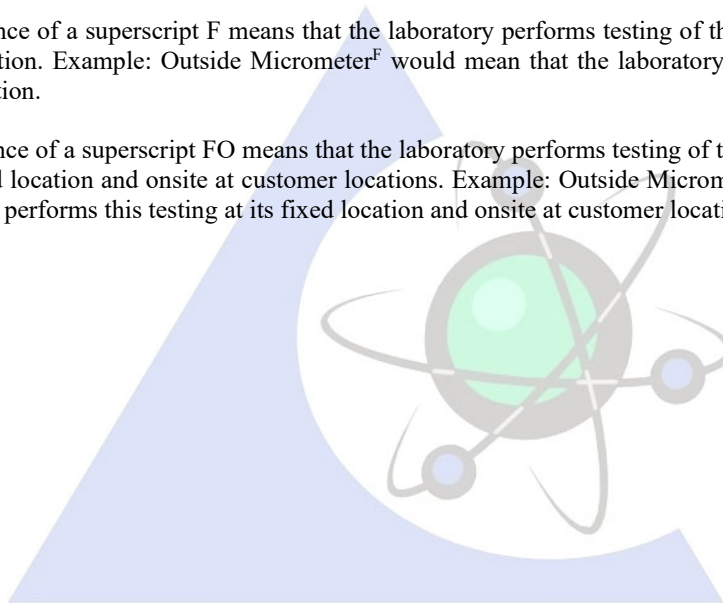 nce of a superscript F means that the laboratory performs testing of th
tion. Example: Outside Micrometerᶠ would mean that the laboratory
tion.
nce of a superscript FO means that the laboratory performs testing of t
d location and onsite at customer locations. Example: Outside Microm
performs this testing at its fixed location and onsite at customer locati